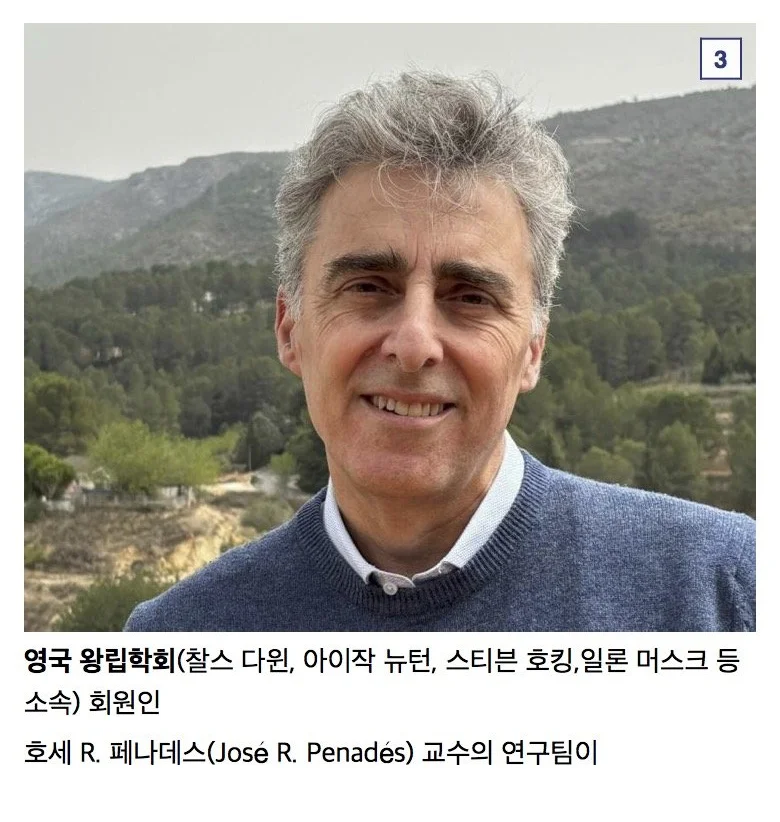 3
영국 왕립학회(찰스 다윈, 아이작 뉴턴, 스티븐 호킹,일론 머스크 등
소속) 회원인
호세 R. 페나데스(José R. Penadés) 교수의 연구팀이